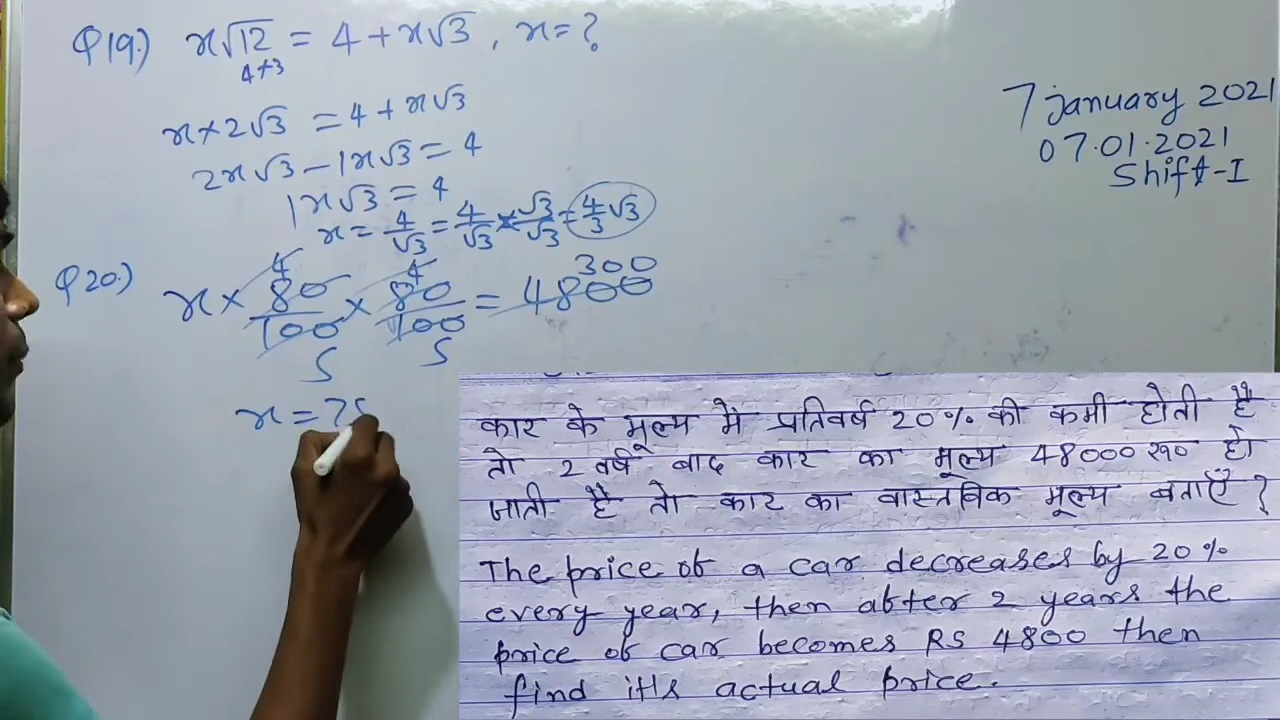 Q19.) x√12 = 4 + x√3 , x = ?
4×3
x×2√3 = 4 + x√3
2x√3 – 1x√3 = 4
1x√3 = 4
x = 4/√3 = 4/√3 × √3/√3 = 4/3 √3
7 January 2021
07.01.2021
Shift-I
Q20.) x × 80/100 × 80/100 = 4800
4 4 300
5 5
x = 75
कार के मूल्य में प्रतिवर्ष 20% की कमी होती है
तो 2 वर्ष बाद कार का मूल्य 48000 रु० हो
जाती है तो कार का वास्तविक मूल्य बताएँ ?
The price of a car decreases by 20%
every year, then after 2 years the
price of car becomes RS 4800 then
find it's actual price.